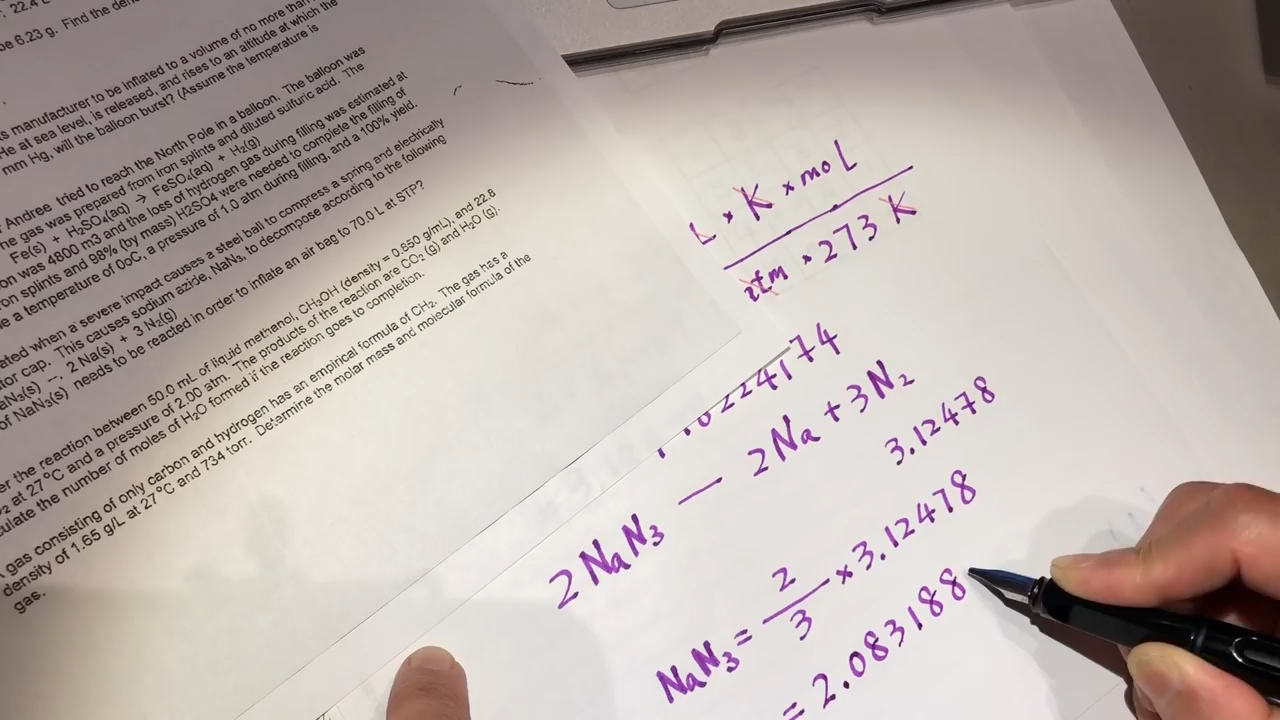 : 22.4 L
be 6.23 g. Find the den
s manufacturer to be inflated to a volume of no more than
He at sea level, is released, and rises to an altitude at which the
mm Hg, will the balloon burst? (Assume the temperature is
Andree tried to reach the North Pole in a balloon. The balloon was
he gas was prepared from iron splints and diluted sulfuric acid. The
Fe(s) + H2SO4(aq) → FeSO4(aq) + H2(g)
on was 4800 m3 and the loss of hydrogen gas during filling was estimated at
ron splints and 98% (by mass) H2SO4 were needed to complete the filling of
e a temperature of 0oC, a pressure of 1.0 atm during filling, and a 100% yield.
ated when a severe impact causes a steel ball to compress a spring and electrically
tor cap. This causes sodium azide, NaN3, to decompose according to the following
aN3(s) -- 2 Na(s) + 3 N2(g)
of NaN3(s) needs to be reacted in order to inflate an air bag to 70.0 L at STP?
er the reaction between 50.0 mL of liquid methanol, CH3OH (density = 0.850 g/mL), and 22.8
2 at 27°C and a pressure of 2.00 atm. The products of the reaction are CO2 (g) and H2O (g).
culate the number of moles of H2O formed if the reaction goes to completion.
gas consisting of only carbon and hydrogen has an empirical formula of CH2. The gas has a
density of 1.65 g/L at 27°C and 734 torr. Determine the molar mass and molecular formula of the
gas.
L × K × moL
atm × 273 K
024174
2NaN3 — 2Na + 3N2
3.12478
NaN3 = 2/3 × 3.12478
= 2.083188